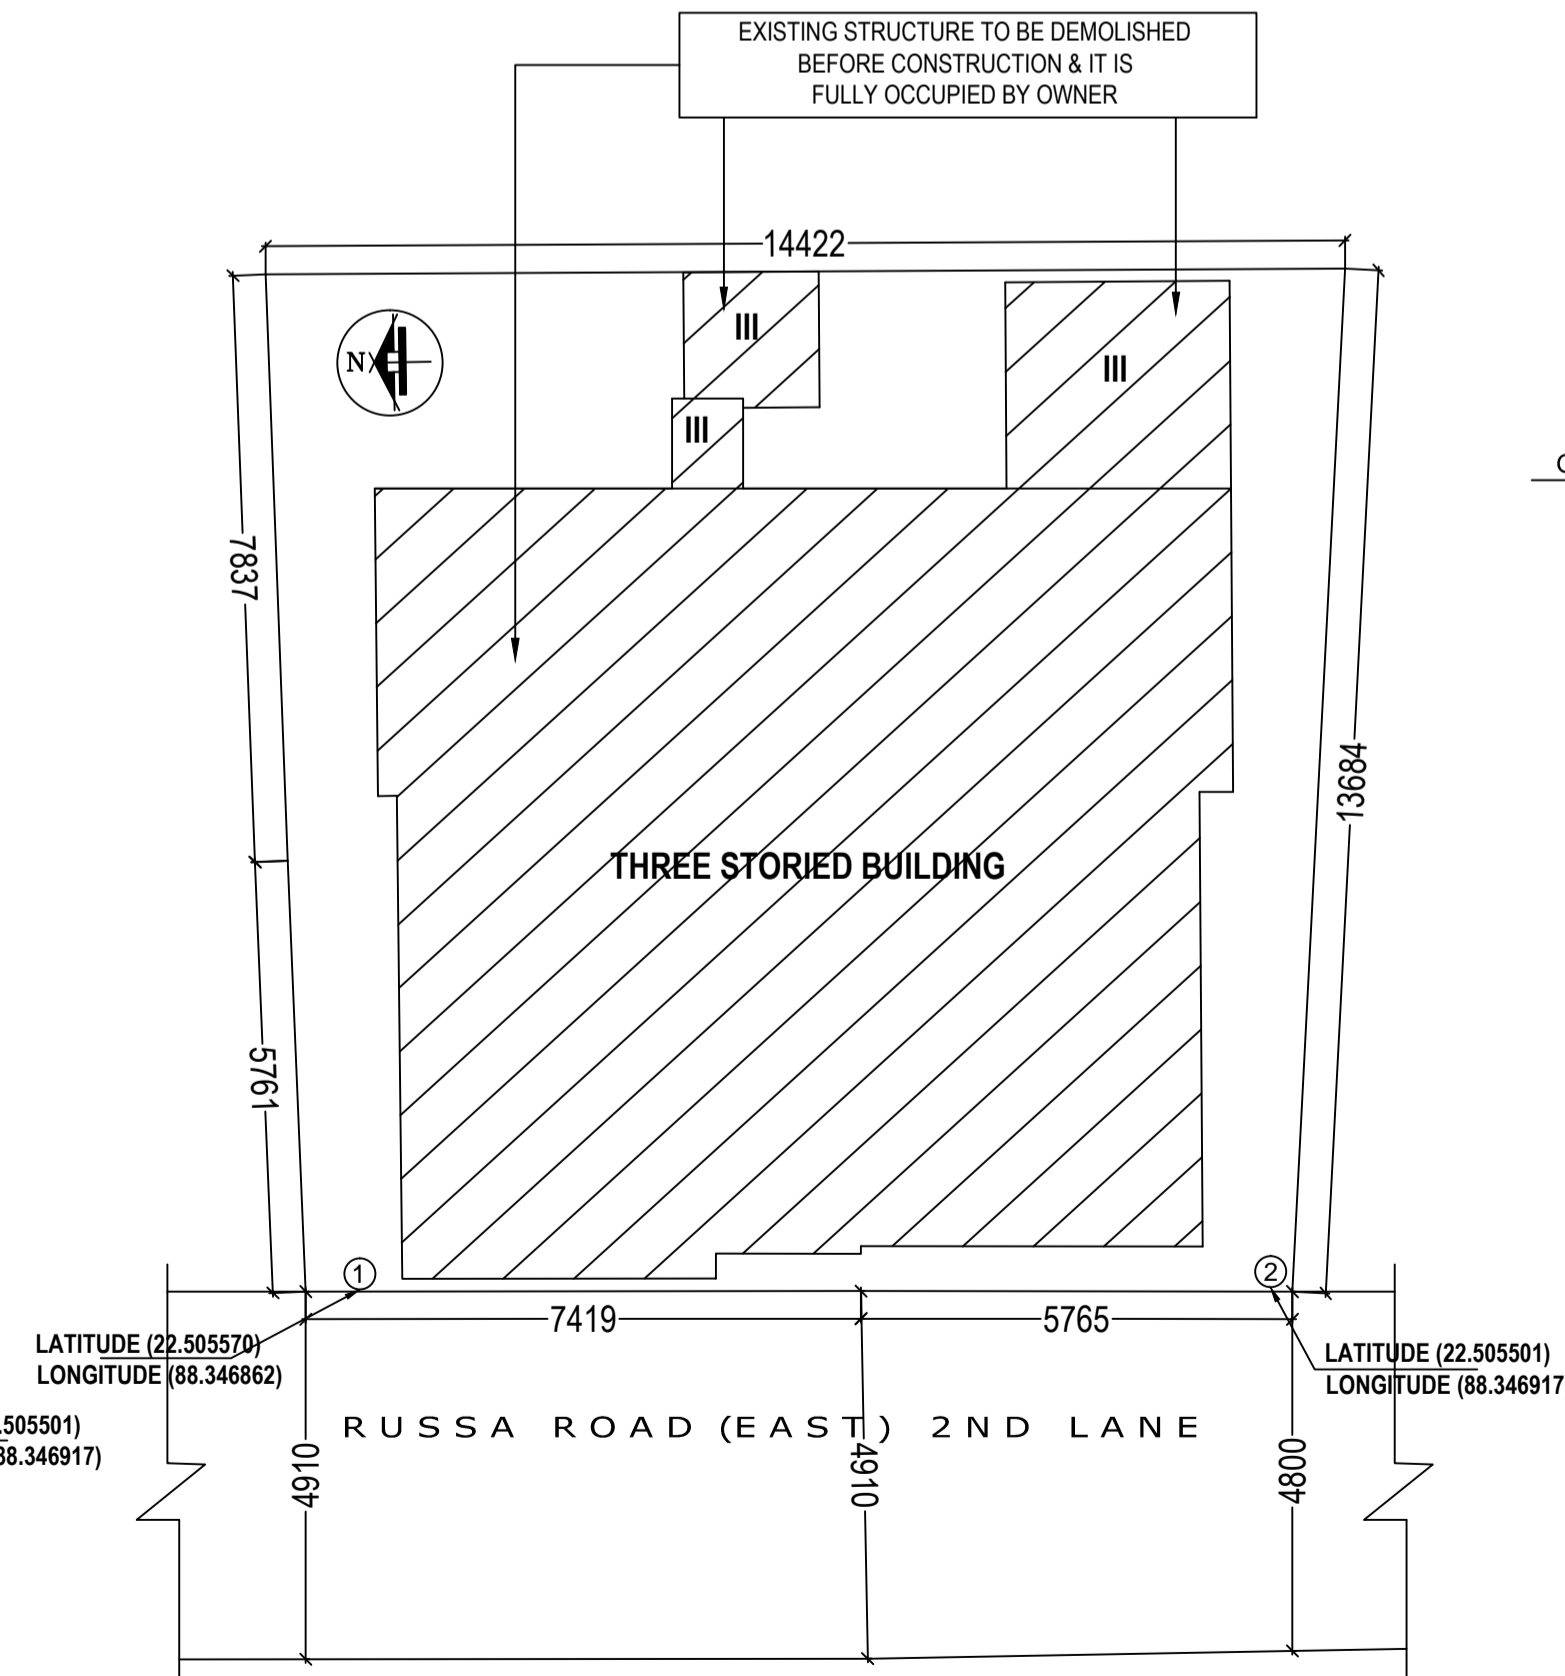 EXISTING STRUCTURE TO BE DEMOLISHED
BEFORE CONSTRUCTION & IT IS
FULLY OCCUPIED BY OWNER
14422
III
N
III
III
7837
13684
THREE STORIED BUILDING
5761
1
2
7419
5765
LATITUDE (22.505570)
LONGITUDE (88.346862)
LATITUDE (22.505501)
LONGITUDE (88.346917
RUSSA ROAD (EAST) 2ND LANE
.505501)
88.346917)
4910
4910
4800